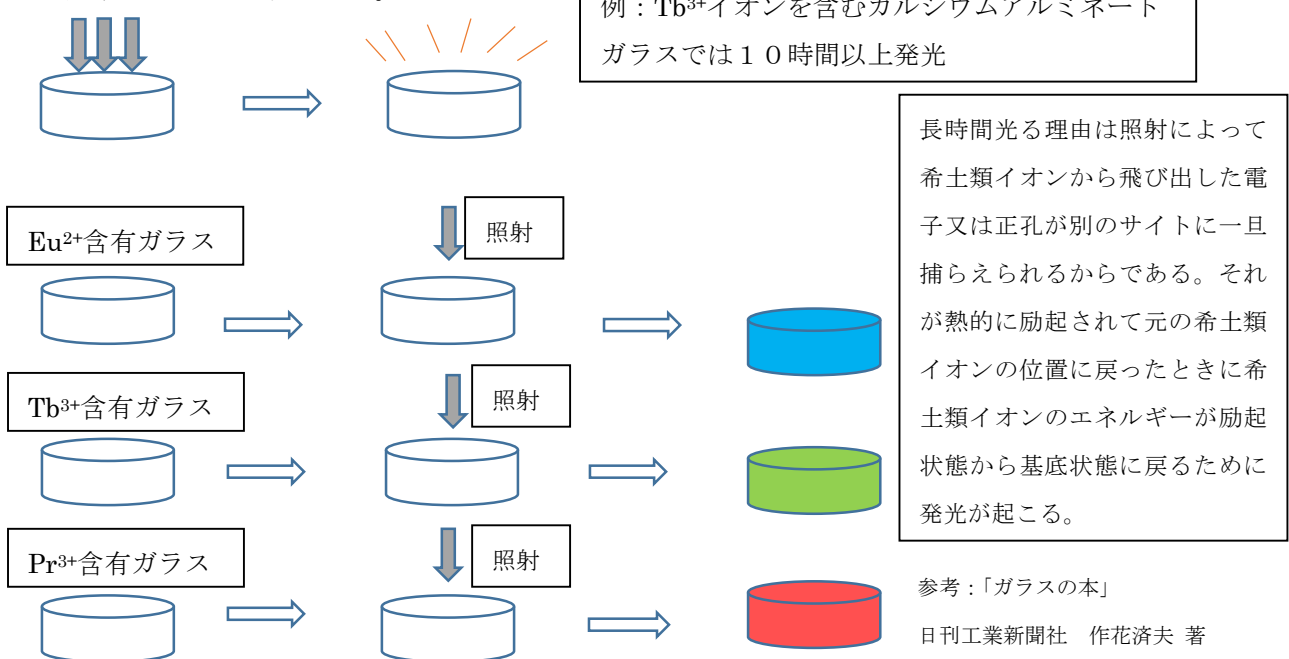 例：Tb³⁺イオンを含むカルシウムアルミネート
ガラスでは１０時間以上発光
長時間光る理由は照射によって
希土類イオンから飛び出した電
子又は正孔が別のサイトに一旦
捕らえられるからである。それ
が熱的に励起されて元の希土類
イオンの位置に戻ったときに希
土類イオンのエネルギーが励起
状態から基底状態に戻るために
発光が起こる。
Eu²⁺含有ガラス
照射
Tb³⁺含有ガラス
照射
Pr³⁺含有ガラス
照射
参考：「ガラスの本」
日刊工業新聞社　作花済夫 著